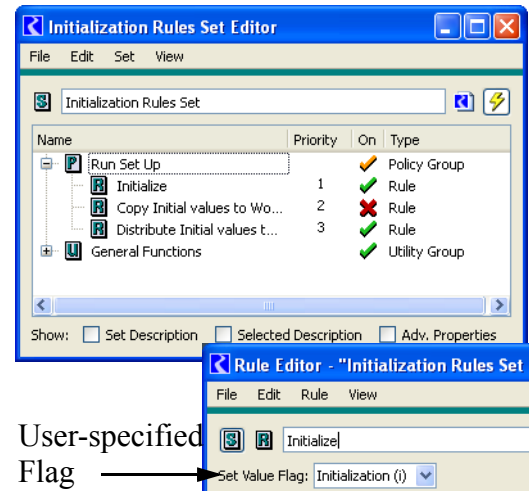 Initialization Rules Set Editor
File Edit Set View
S Initialization Rules Set
Name Priority On Type
P Run Set Up Policy Group
R Initialize 1 Rule
R Copy Initial values to Wo... 2 Rule
R Distribute Initial values t... 3 Rule
U General Functions Utility Group
Show: Set Description Selected Description Adv. Properties
Rule Editor - "Initialization Rules Set
File Edit Rule View
S R Initialize
User-specified
Flag
Set Value Flag: Initialization (i)